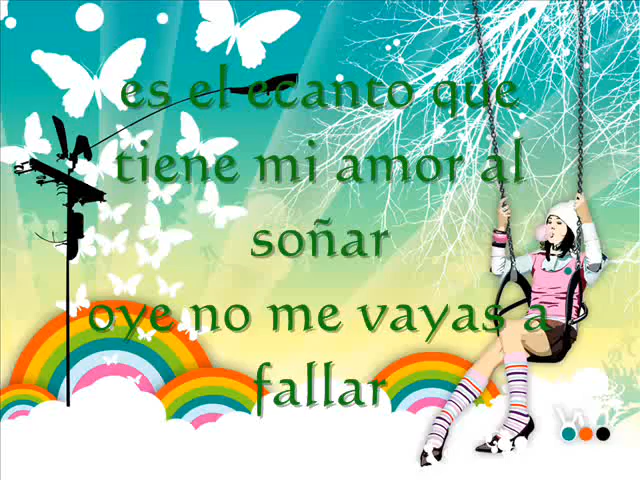 es el ecanto que
tiene mi amor al
soñar
oye no me vayas a
fallar